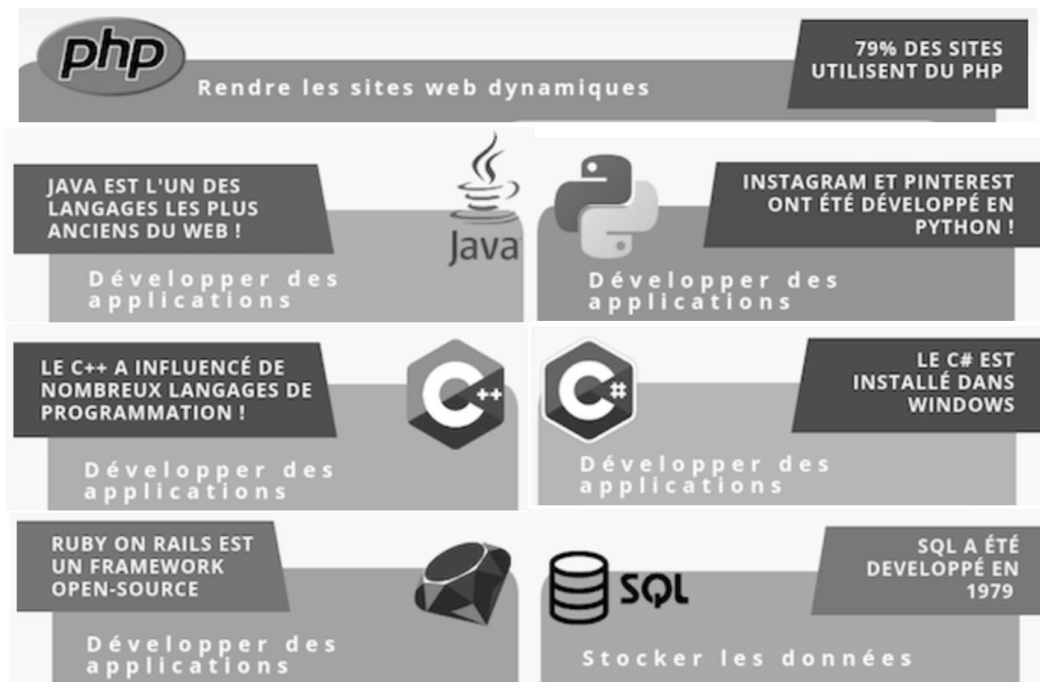 php
Rendre les sites web dynamiques
79% DES SITES
UTILISENT DU PHP
JAVA EST L'UN DES
LANGAGES LES PLUS
ANCIENS DU WEB !
Java
Développer des
applications
INSTAGRAM ET PINTEREST
ONT ÉTÉ DÉVELOPPÉ EN
PYTHON !
Développer des
applications
LE C++ A INFLUENCÉ DE
NOMBREUX LANGAGES DE
PROGRAMMATION !
C++
Développer des
applications
C#
LE C# EST
INSTALLÉ DANS
WINDOWS
Développer des
applications
RUBY ON RAILS EST
UN FRAMEWORK
OPEN-SOURCE
Développer des
applications
SQL
SQL A ÉTÉ
DEVELOPPÉ EN
1979
Stocker les données